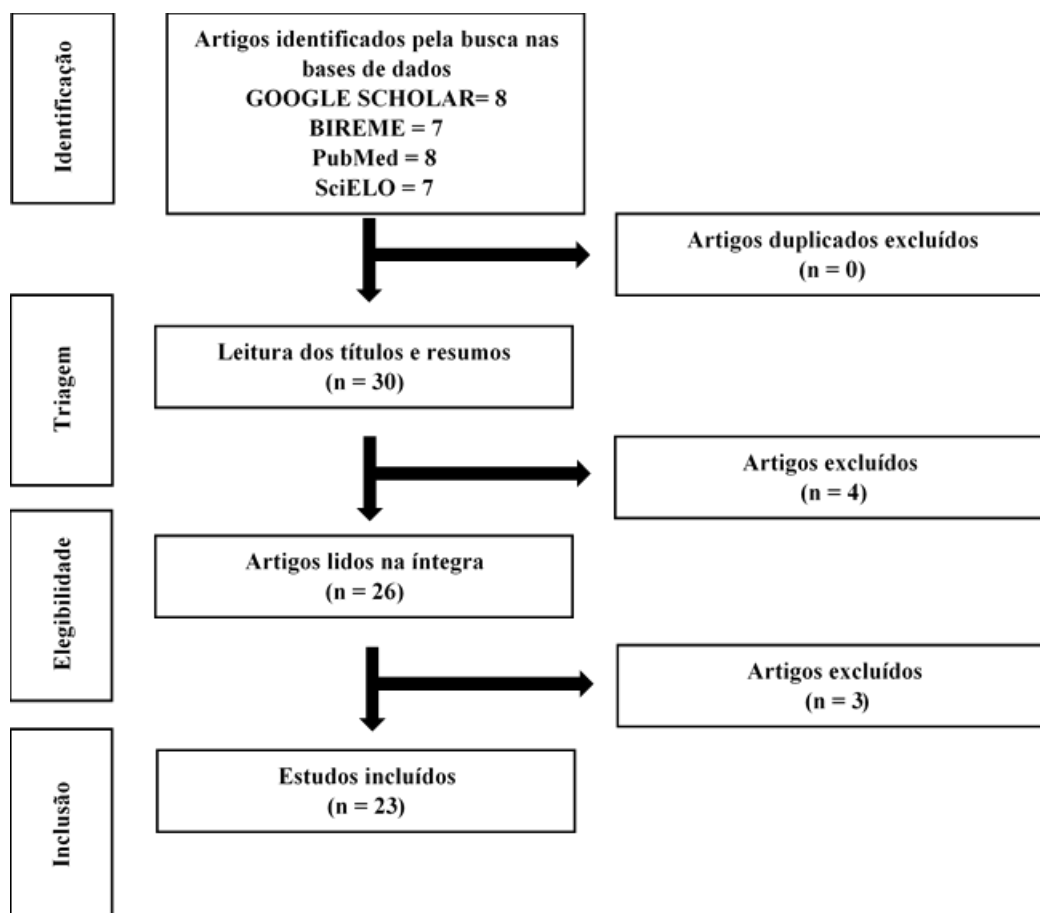 Identificação
Artigos identificados pela busca nas
bases de dados
GOOGLE SCHOLAR= 8
BIREME = 7
PubMed = 8
SciELO = 7
Artigos duplicados excluídos
(n = 0)
Triagem
Leitura dos títulos e resumos
(n = 30)
Artigos excluídos
(n = 4)
Elegibilidade
Artigos lidos na íntegra
(n = 26)
Artigos excluídos
(n = 3)
Inclusão
Estudos incluídos
(n = 23)